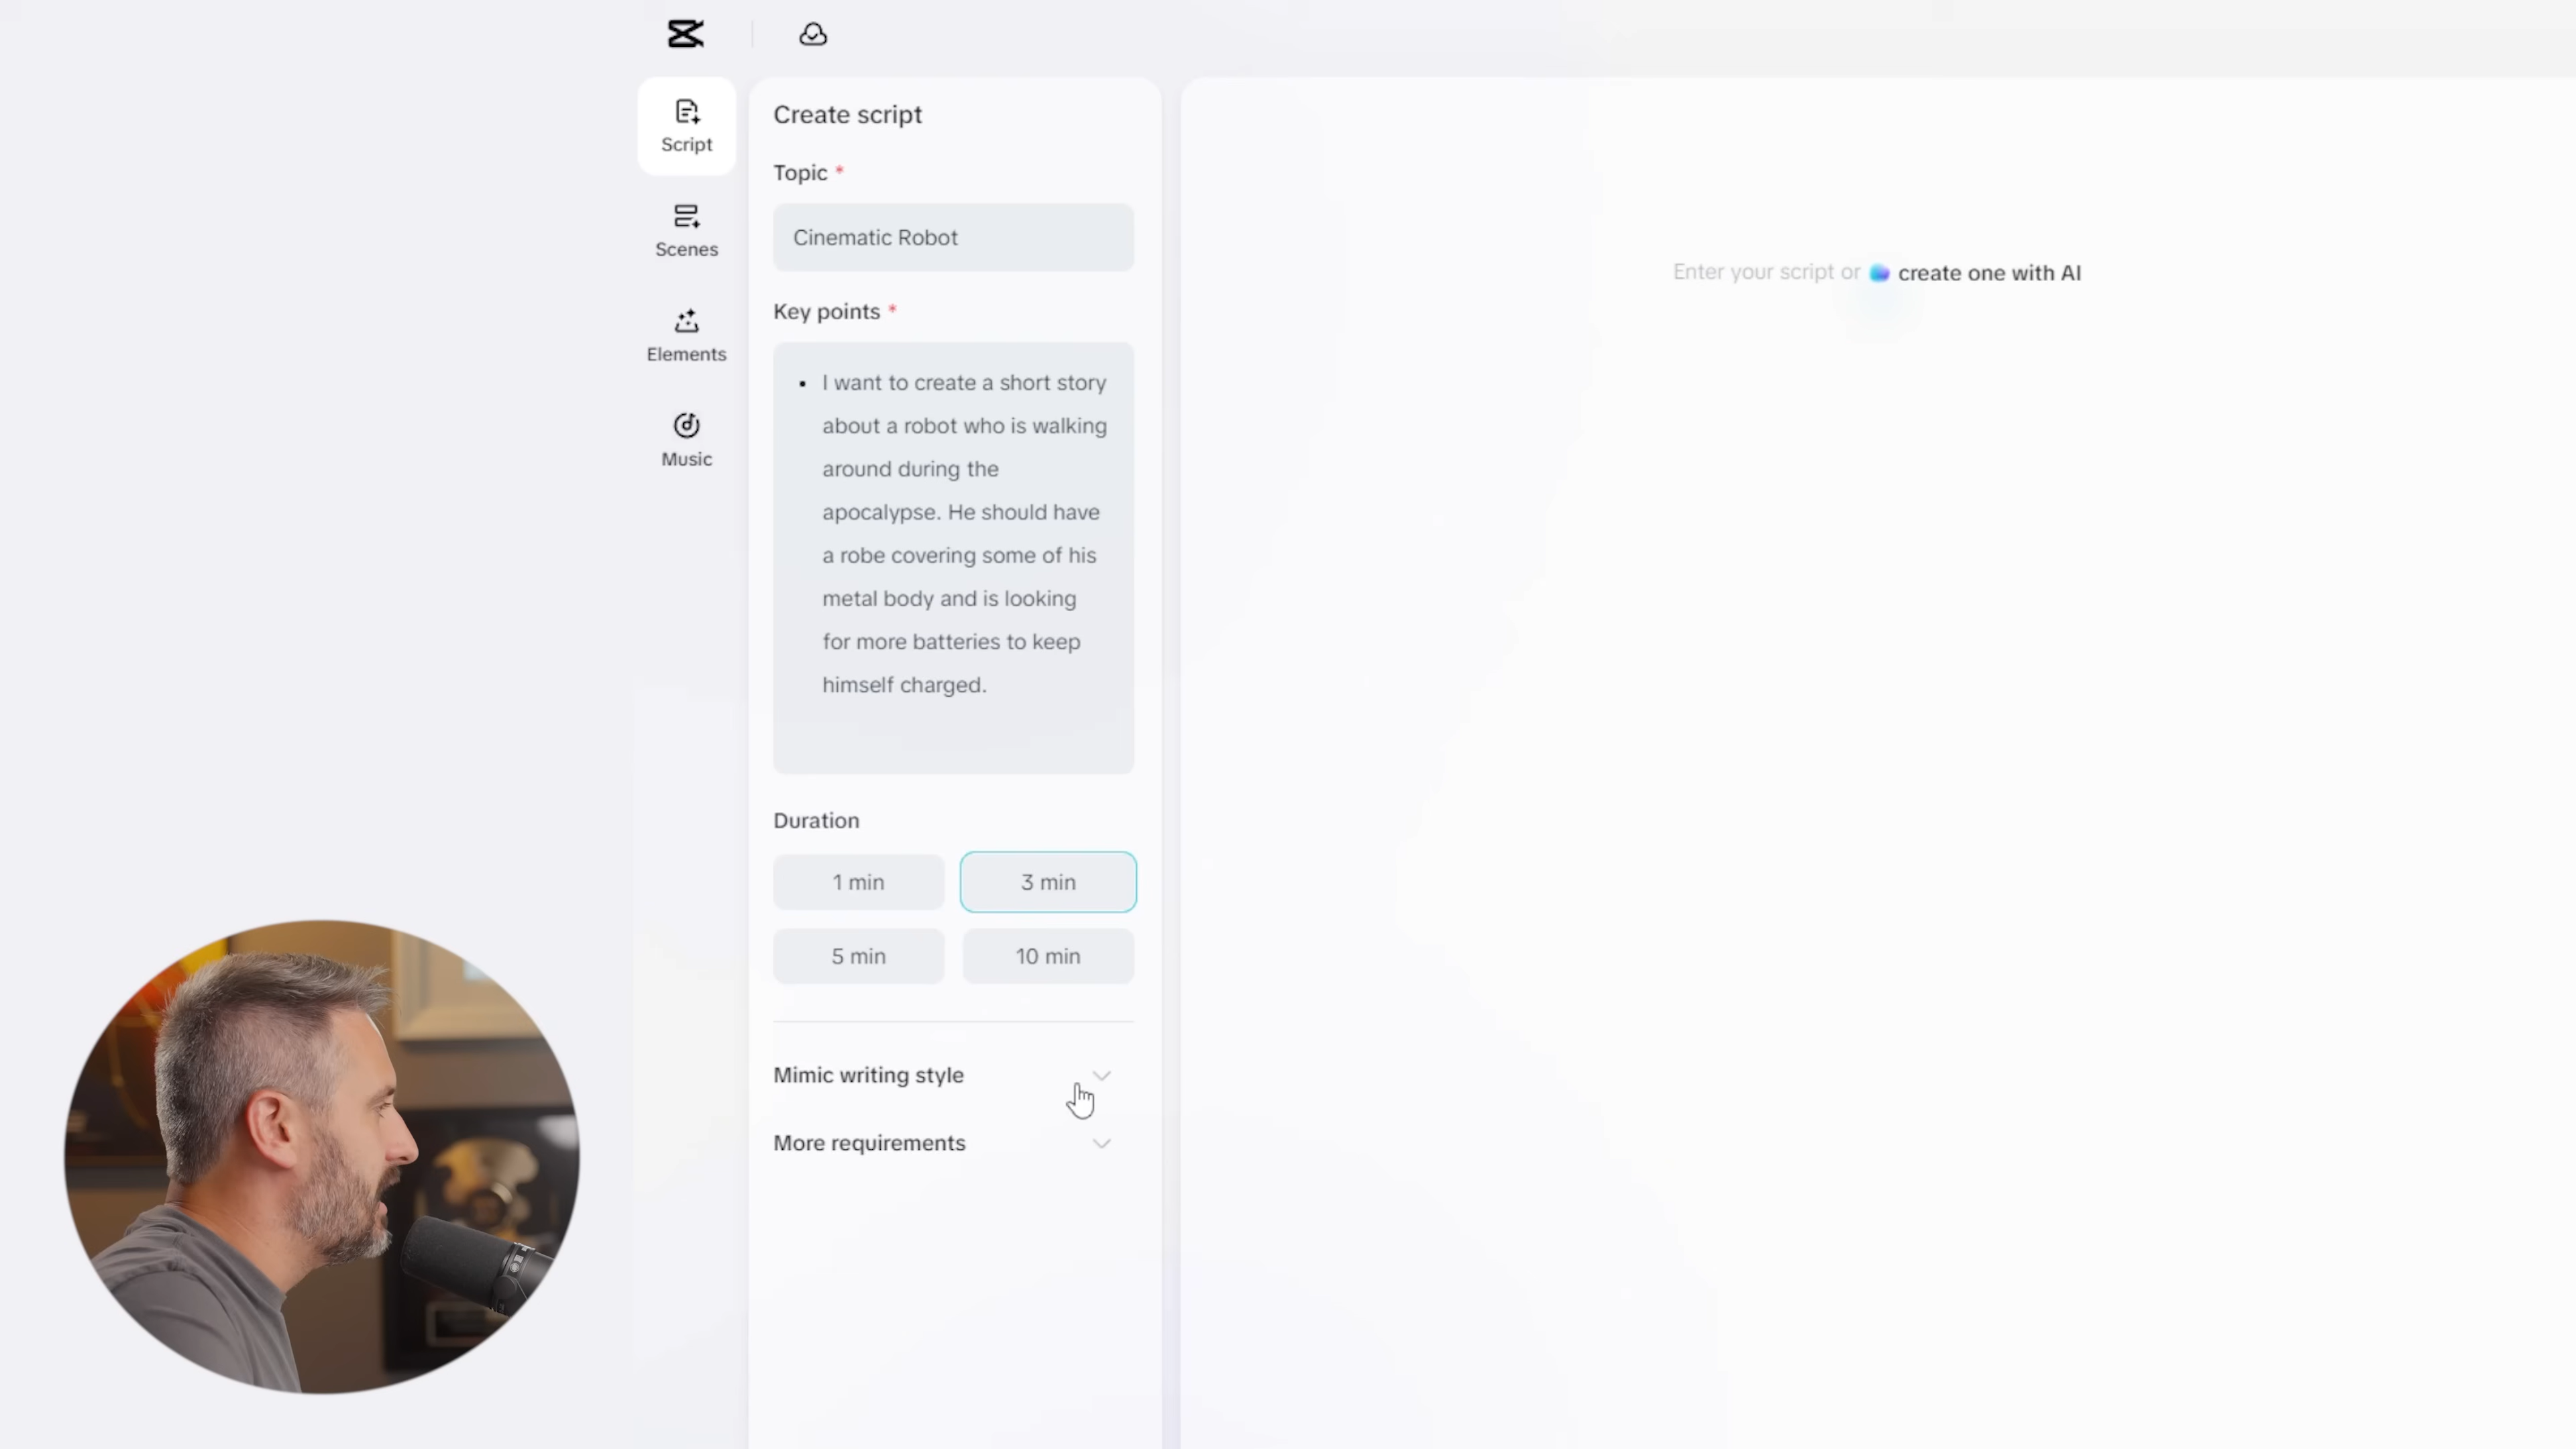 Script
Scenes
Elements
Music
Create script
Topic *
Cinematic Robot
Key points *
• I want to create a short story
about a robot who is walking
around during the
apocalypse. He should have
a robe covering some of his
metal body and is looking
for more batteries to keep
himself charged.
Duration
1 min
3 min
5 min
10 min
Mimic writing style
More requirements
Enter your script or create one with AI